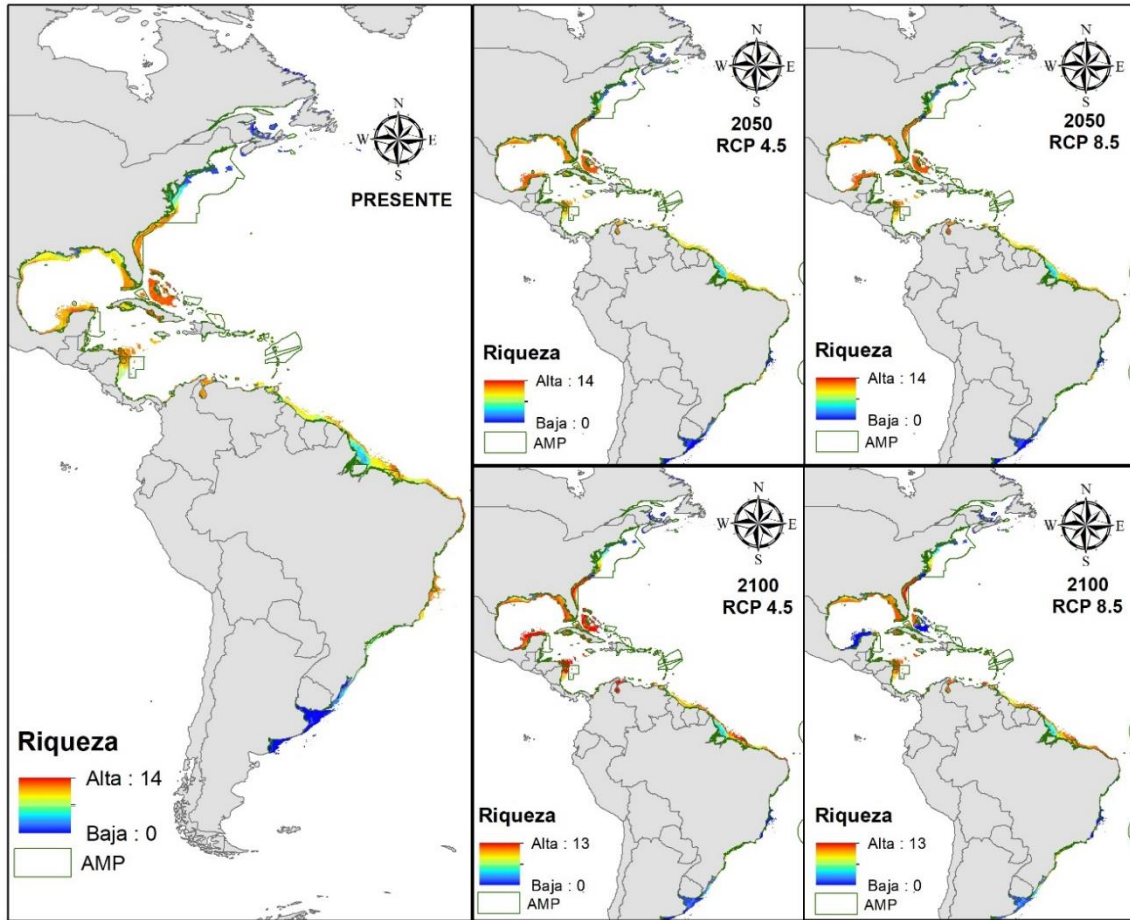 N
W E
S
PRESENTE
Riqueza
Alta : 14
Baja : 0
AMP
N
W E
S
2050
RCP 4.5
Riqueza
Alta : 14
Baja : 0
AMP
N
W E
S
2050
RCP 8.5
Riqueza
Alta : 14
Baja : 0
AMP
N
W E
S
2100
RCP 4.5
Riqueza
Alta : 13
Baja : 0
AMP
N
W E
S
2100
RCP 8.5
Riqueza
Alta : 13
Baja : 0
AMP